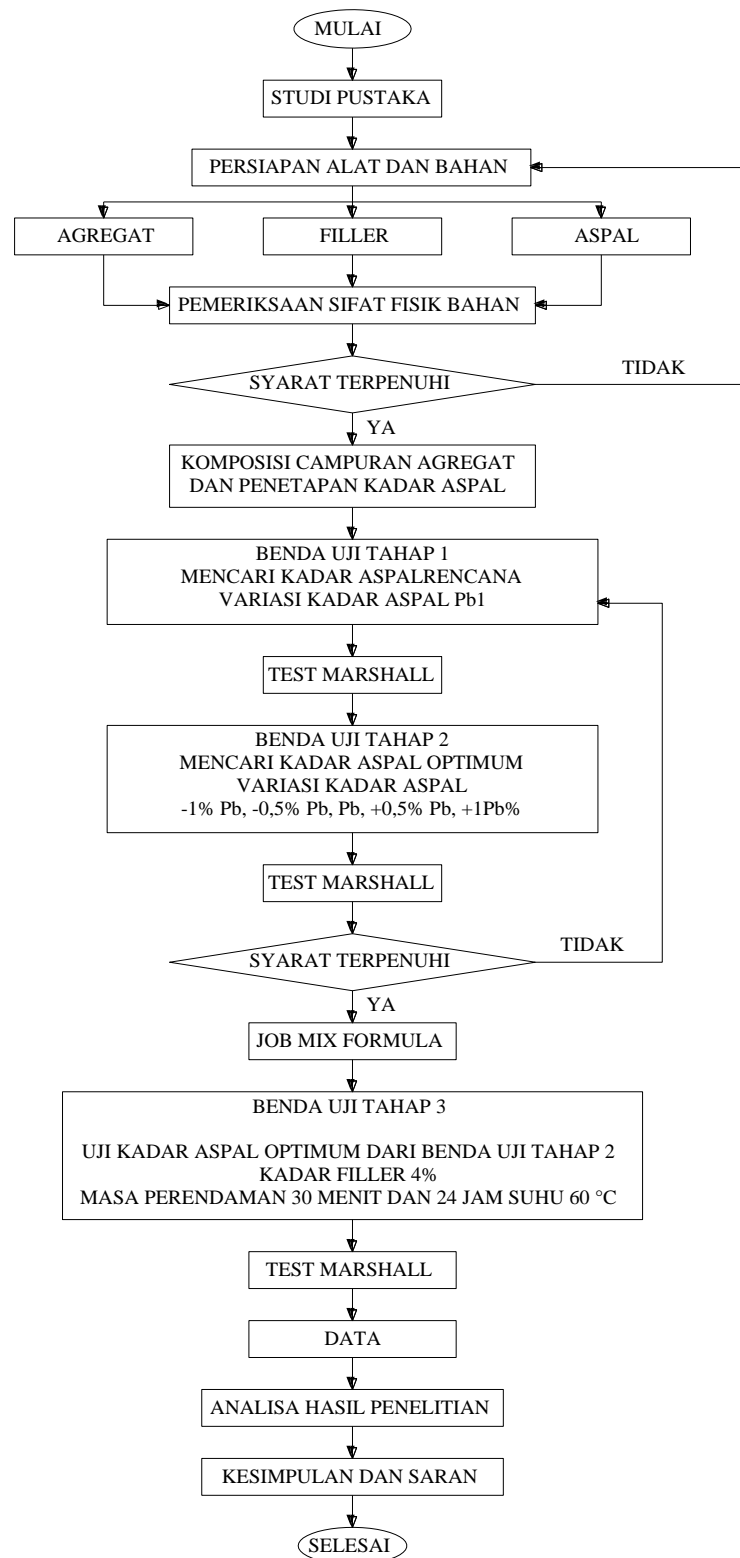 MULAI
STUDI PUSTAKA
PERSIAPAN ALAT DAN BAHAN
AGREGAT
FILLER
ASPAL
PEMERIKSAAN SIFAT FISIK BAHAN
SYARAT TERPENUHI
TIDAK
YA
KOMPOSISI CAMPURAN AGREGAT
DAN PENETAPAN KADAR ASPAL
BENDA UJI TAHAP 1
MENCARI KADAR ASPALRENCANA
VARIASI KADAR ASPAL Pb1
TEST MARSHALL
BENDA UJI TAHAP 2
MENCARI KADAR ASPAL OPTIMUM
VARIASI KADAR ASPAL
-1% Pb, -0,5% Pb, Pb, +0,5% Pb, +1Pb%
TEST MARSHALL
SYARAT TERPENUHI
TIDAK
YA
JOB MIX FORMULA
BENDA UJI TAHAP 3
UJI KADAR ASPAL OPTIMUM DARI BENDA UJI TAHAP 2
KADAR FILLER 4%
MASA PERENDAMAN 30 MENIT DAN 24 JAM SUHU 60 °C
TEST MARSHALL
DATA
ANALISA HASIL PENELITIAN
KESIMPULAN DAN SARAN
SELESAI